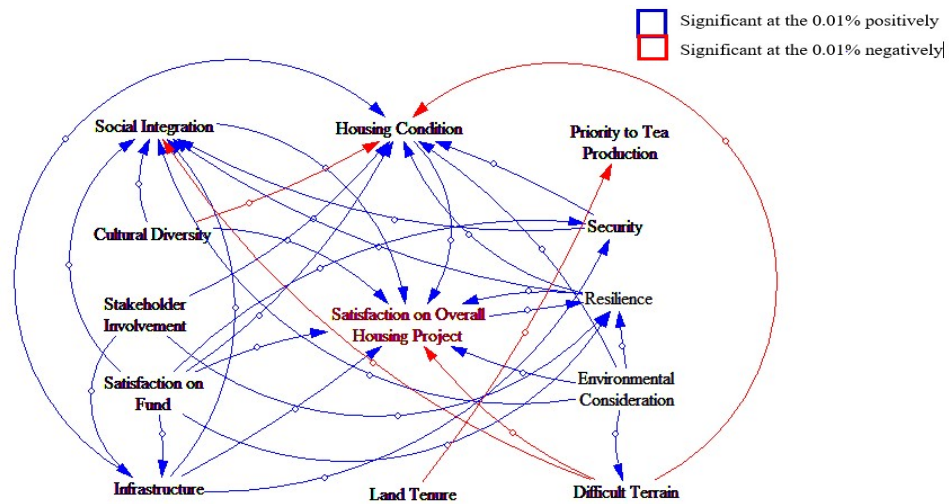 Significant at the 0.01% positively
Significant at the 0.01% negatively
Social Integration
Housing Condition
Priority to Tea
Production
Cultural Diversity
Security
Stakeholder
Involvement
Satisfaction on Overall
Housing Project
Resilience
Satisfaction on
Fund
Environmental
Consideration
Infrastructure
Land Tenure
Difficult Terrain